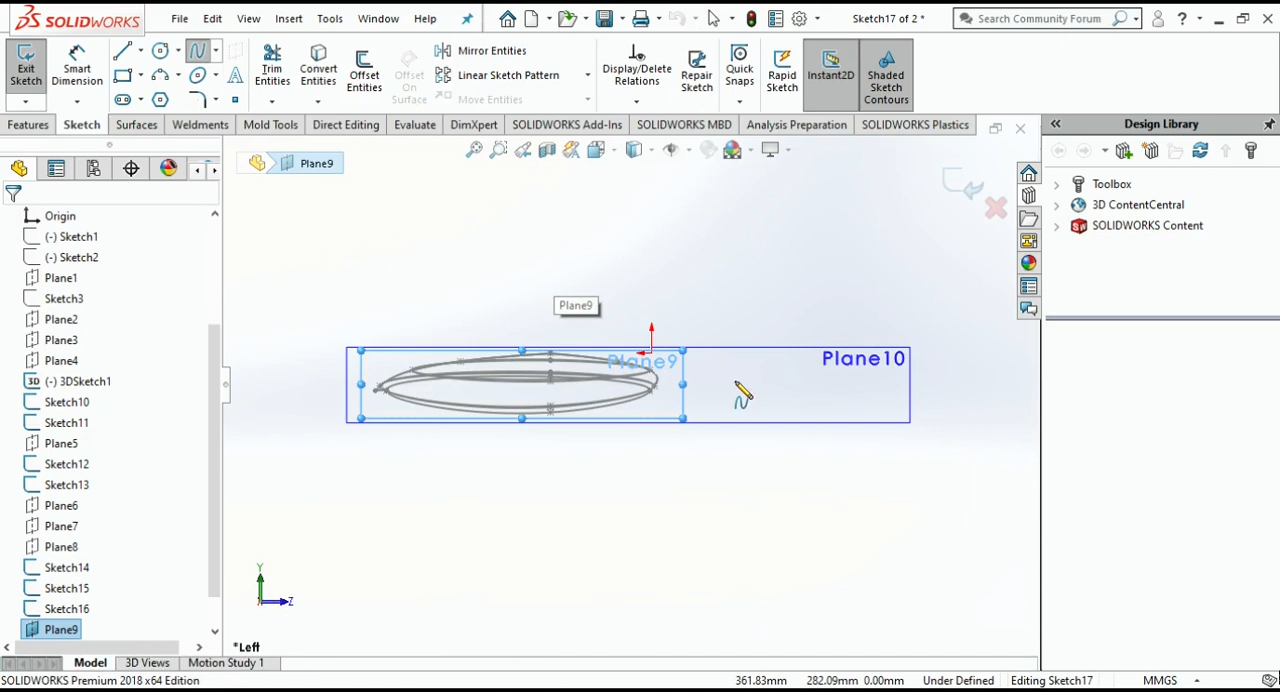 SOLIDWORKS File Edit View Insert Tools Window Help Sketch17 of 2 * Search Community Forum ?
Exit Sketch Smart Dimension Trim Entities Convert Entities Offset Entities Offset On Surface Mirror Entities Linear Sketch Pattern Move Entities Display/Delete Relations Repair Sketch Quick Snaps Rapid Sketch Instant2D Shaded Sketch Contours
Features Sketch Surfaces Weldments Mold Tools Direct Editing Evaluate DimXpert SOLIDWORKS Add-Ins SOLIDWORKS MBD Analysis Preparation SOLIDWORKS Plastics
Design Library
Plane9
Toolbox
3D ContentCentral
SOLIDWORKS Content
Origin
(-) Sketch1
(-) Sketch2
Plane1
Sketch3
Plane2
Plane3
Plane4
3D (-) 3DSketch1
Sketch10
Sketch11
Plane5
Sketch12
Sketch13
Plane6
Plane7
Plane8
Sketch14
Sketch15
Sketch16
Plane9
Plane9
Plane9
Plane10
Y
Z
*Left
Model 3D Views Motion Study 1
SOLIDWORKS Premium 2018 x64 Edition 361.83mm 282.09mm 0.00mm Under Defined Editing Sketch17 MMGS